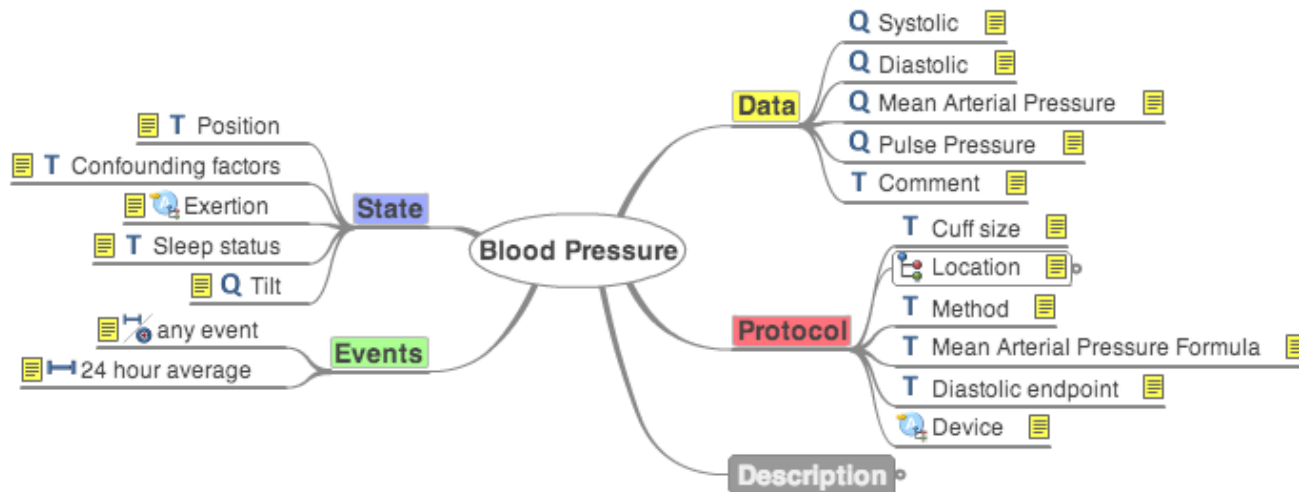 Blood Pressure
Data
Q Systolic
Q Diastolic
Q Mean Arterial Pressure
Q Pulse Pressure
T Comment
Protocol
T Cuff size
Location
T Method
T Mean Arterial Pressure Formula
T Diastolic endpoint
Device
Description
State
T Position
T Confounding factors
Exertion
T Sleep status
Q Tilt
Events
any event
24 hour average